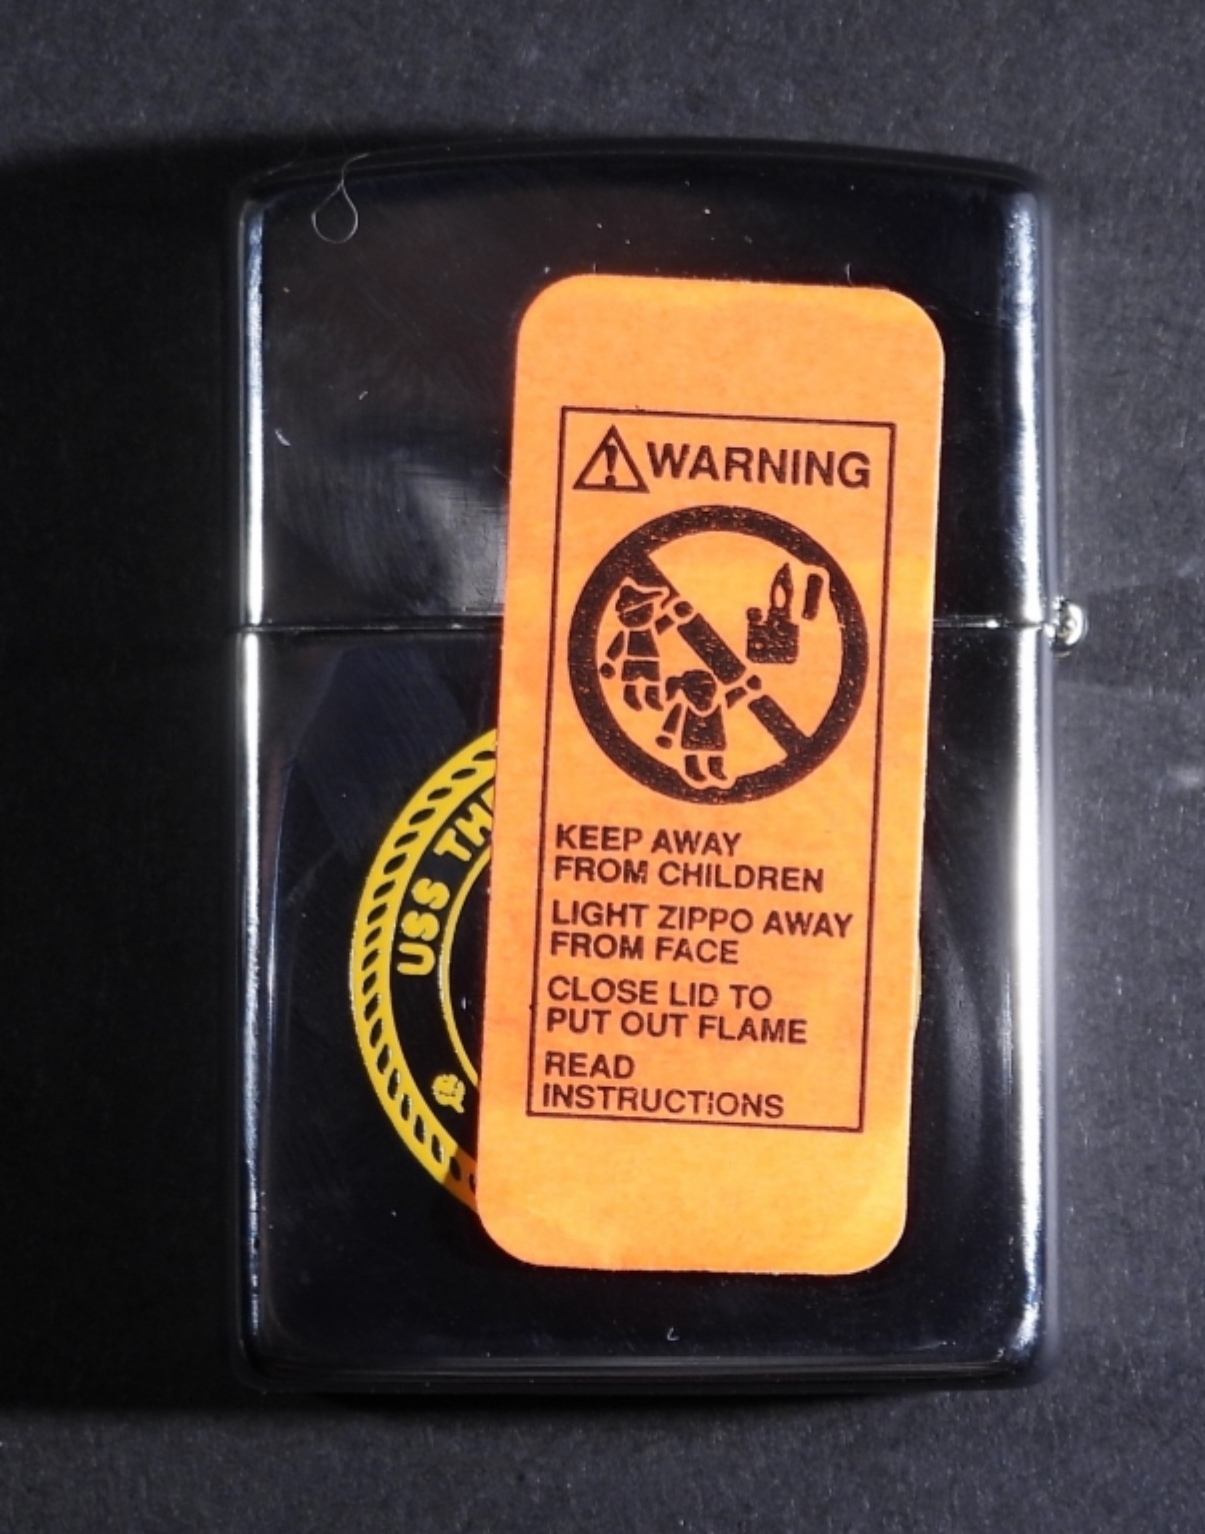 WARNING
KEEP AWAY
FROM CHILDREN
LIGHT ZIPPO AWAY
FROM FACE
CLOSE LID TO
PUT OUT FLAME
READ
INSTRUCTIONS
USS